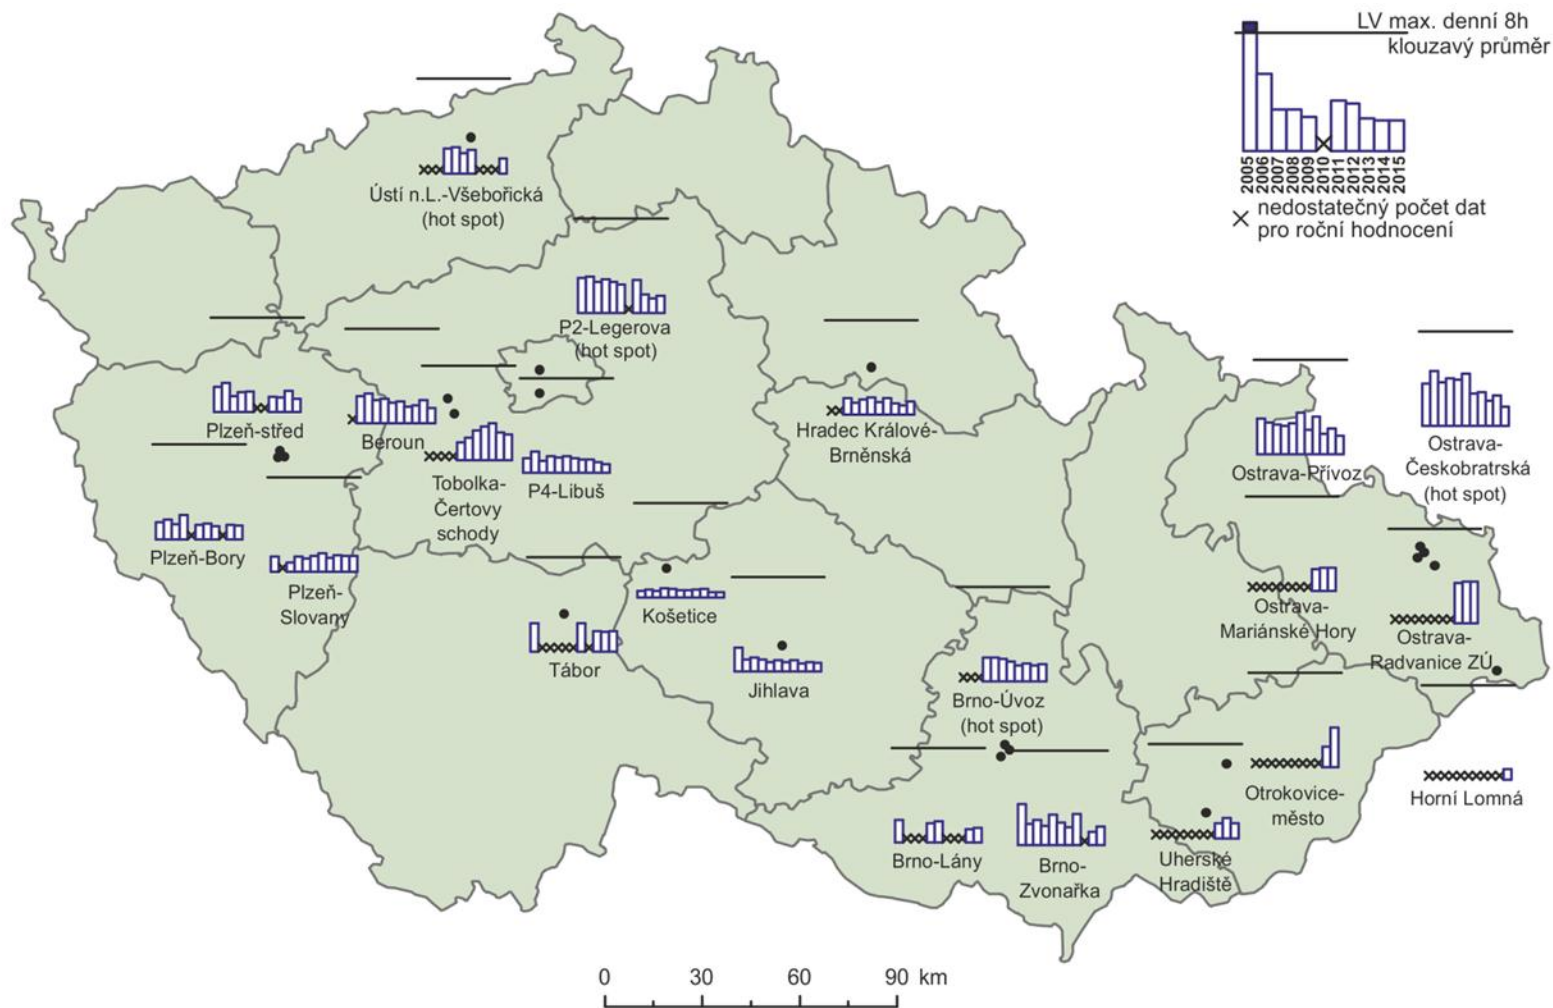 LV max. denní 8h
klouzavý průměr
2005
2006
2007
2008
2009
2010
2011
2012
2013
2014
2015
× nedostatečný počet dat
pro roční hodnocení
Ústí n.L.-Všebořická
(hot spot)
P2-Legerova
(hot spot)
Plzeň-střed
Beroun
Tobolka-
Čertovy
schody
P4-Libuš
Hradec Králové-
Brněnská
Ostrava-Přívoz
Ostrava-
Českobratrská
(hot spot)
Plzeň-Bory
Plzeň-
Slovany
Košetice
Tábor
Jihlava
Brno-Úvoz
(hot spot)
Ostrava-
Mariánské Hory
Ostrava-
Radvanice ZÚ
Otrokovice-
město
Horní Lomná
Brno-Lány
Brno-
Zvonařka
Uherské
Hradiště
0 30 60 90 km